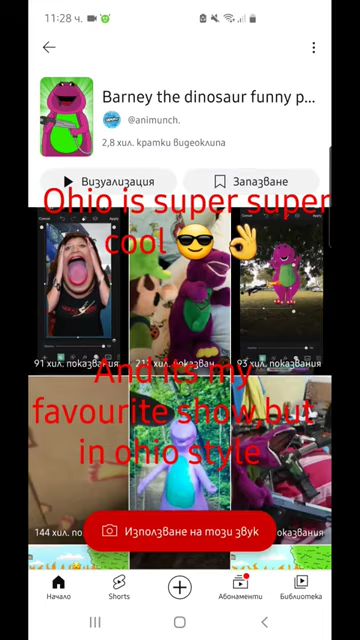 11:28 ч.
Barney the dinosaur funny p...
@animunch.
2,8 хил. кратки видеоклипа
Визуализация
Запазване
Ohio is super super
cool 😎👌
91 хил. показвания
93 хил. показвания
And its my
favourite show,but
in ohio style
144 хил.
показвания
Използване на този звук
Начало
Shorts
Абонаменти
Библиотека